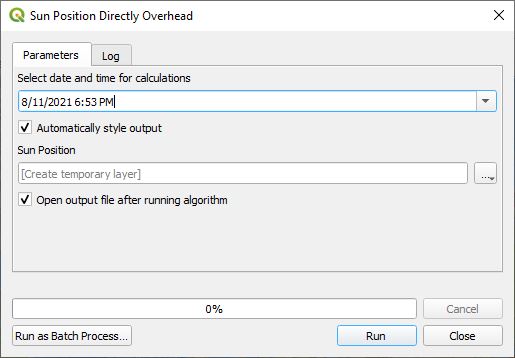 Sun Position Directly Overhead
Parameters
Log
Select date and time for calculations
8/11/2021 6:53 PM
Automatically style output
Sun Position
[Create temporary layer]
...
Open output file after running algorithm
0%
Cancel
Run as Batch Process...
Run
Close